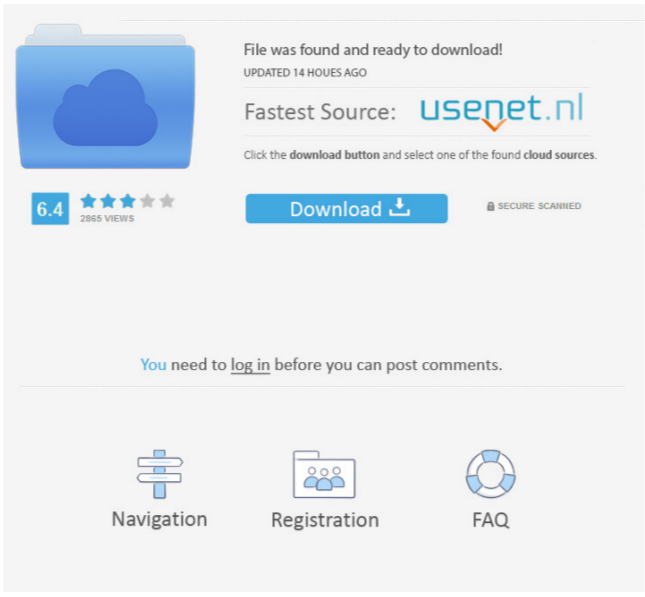 File was found and ready to download!
UPDATED 14 HOUES AGO
Fastest Source: usenet.nl
Click the download button and select one of the found cloud sources.
6.4
2865 VIEWS
Download
SECURE SCANNED
You need to log in before you can post comments.
Navigation
Registration
FAQ